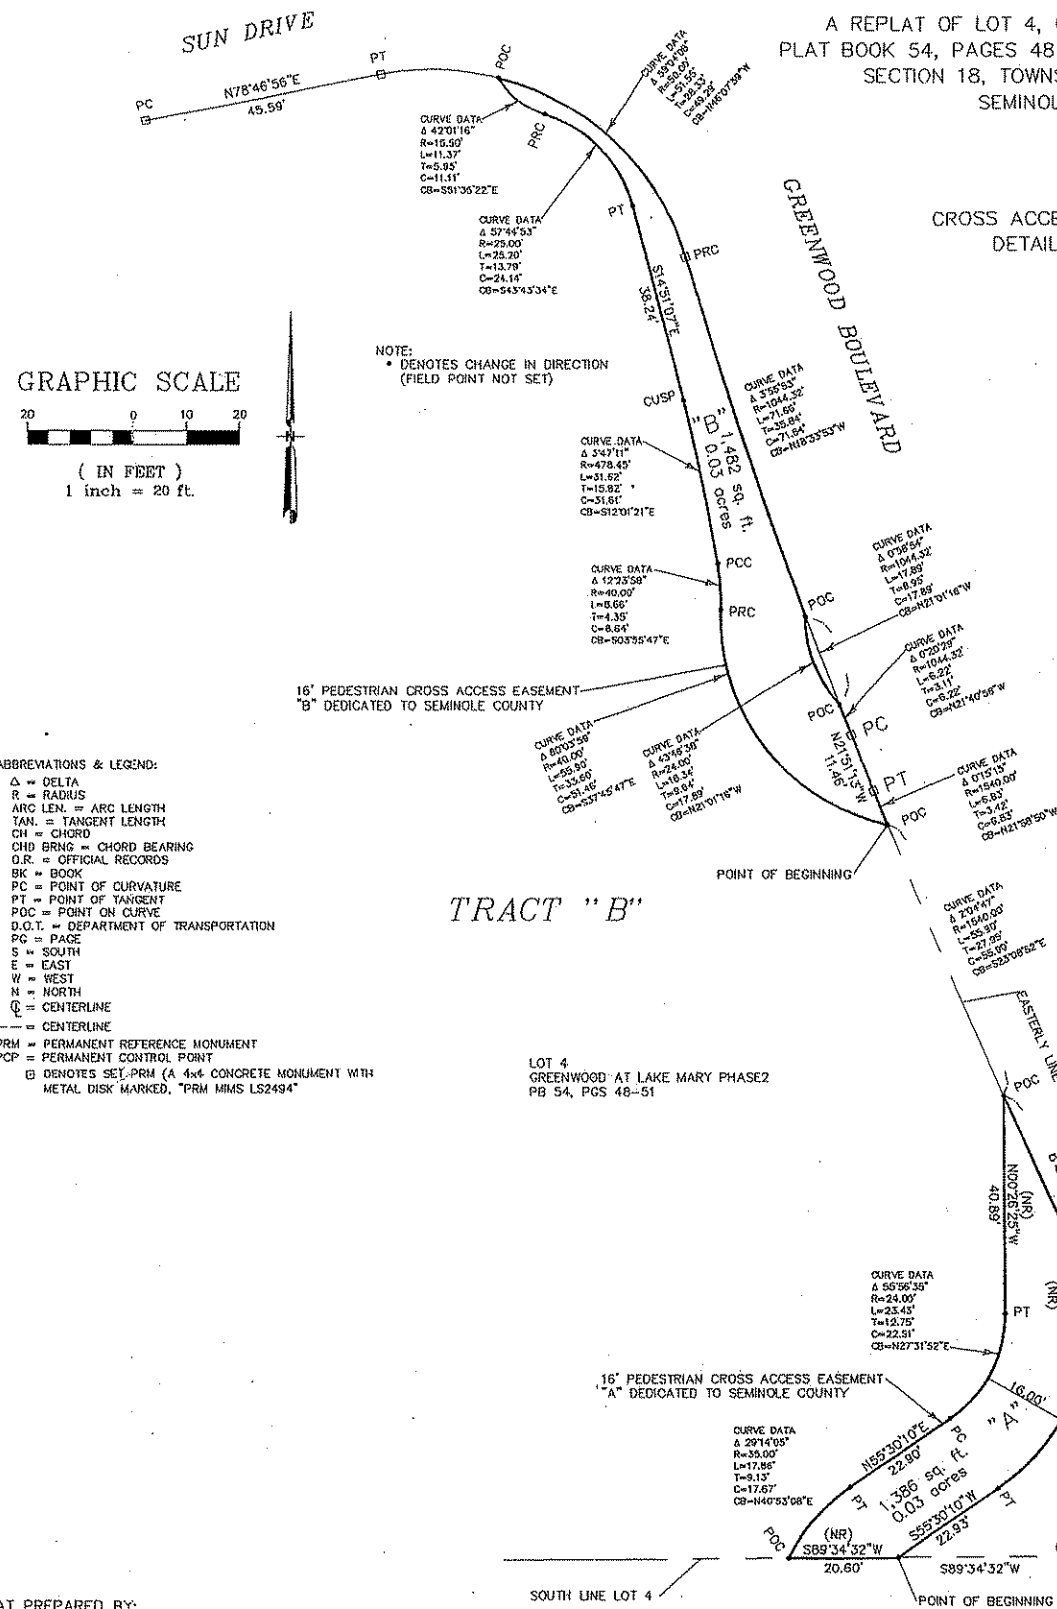 A REPLAT OF LOT 4,
PLAT BOOK 54, PAGES 48
SECTION 18, TOWNS
SEMINOL
CROSS ACCE
DETAIL
SUN DRIVE
PC
N78°46'56"E
45.59'
PT
POC
CURVE DATA
Δ 59°04'08"
R=50.00'
L=51.55'
T=28.33'
C=49.29'
CB=N46°07'59"W
CURVE DATA
Δ 42°01'16"
R=15.50'
L=11.37'
T=5.95'
C=11.11'
CB=S51°35'22"E
PRC
CURVE DATA
Δ 57°44'53"
R=25.00'
L=25.20'
T=13.79'
C=24.14'
CB=S43°43'34"E
PT
PRC
GREENWOOD BOULEVARD
S14°51'07"E
38.24'
NOTE:
• DENOTES CHANGE IN DIRECTION
(FIELD POINT NOT SET)
GRAPHIC SCALE
20 0 10 20
( IN FEET )
1 inch = 20 ft.
N
CUSP
"B"
1,482 sq. ft.
0.03 acres
CURVE DATA
Δ 3°55'53"
R=1044.32'
L=71.66'
T=35.84'
C=71.64'
CB=N18°33'53"W
CURVE DATA
Δ 3°47'11"
R=478.45'
L=31.62'
T=15.82'
C=31.61'
CB=S12°01'21"E
PCC
CURVE DATA
Δ 12°23'58"
R=40.00'
L=8.66'
T=4.35'
C=8.64'
CB=S03°55'47"E
PRC
POC
CURVE DATA
Δ 0°58'54"
R=1044.32'
L=17.89'
T=8.95'
C=17.89'
CB=N21°01'16"W
CURVE DATA
Δ 0°20'29"
R=1044.32'
L=6.22'
T=3.11'
C=6.22'
CB=N21°40'58"W
16' PEDESTRIAN CROSS ACCESS EASEMENT
"B" DEDICATED TO SEMINOLE COUNTY
CURVE DATA
Δ 80°03'58"
R=40.00'
L=55.90'
T=33.60'
C=51.46'
CB=S37°45'47"E
CURVE DATA
Δ 43°46'38"
R=24.00'
L=18.34'
T=9.64'
C=17.89'
CB=N21°01'16"W
POC
PC
N21°51'13"W
11.46'
PT
CURVE DATA
Δ 0°15'15"
R=1540.00'
L=6.83'
T=3.42'
C=6.83'
CB=N21°58'50"W
POC
POINT OF BEGINNING
ABBREVIATIONS & LEGEND:
Δ = DELTA
R = RADIUS
ARC LEN. = ARC LENGTH
TAN. = TANGENT LENGTH
CH = CHORD
CHD BRNG = CHORD BEARING
O.R. = OFFICIAL RECORDS
BK = BOOK
PC = POINT OF CURVATURE
PT = POINT OF TANGENT
POC = POINT ON CURVE
D.O.T. = DEPARTMENT OF TRANSPORTATION
PG = PAGE
S = SOUTH
E = EAST
W = WEST
N = NORTH
℄ = CENTERLINE
--- = CENTERLINE
PRM = PERMANENT REFERENCE MONUMENT
PCP = PERMANENT CONTROL POINT
⊡ DENOTES SET PRM (A 4x4 CONCRETE MONUMENT WITH
METAL DISK MARKED, "PRM MIMS LS2494"
TRACT "B"
CURVE DATA
Δ 2°04'47"
R=1540.00'
L=55.90'
T=27.95'
C=55.90'
CB=S23°08'52"E
EASTERLY LINE
LOT 4
GREENWOOD AT LAKE MARY PHASE2
PB 54, PGS 48-51
POC
(NR)
N00°26'25"W
40.89'
(NR)
PT
CURVE DATA
Δ 55°56'35"
R=24.00'
L=23.43'
T=12.75'
C=22.51'
CB=N27°31'52"E
16' PEDESTRIAN CROSS ACCESS EASEMENT
"A" DEDICATED TO SEMINOLE COUNTY
16.00'
"A"
PC
N55°30'10"E
22.90'
1,386 sq. ft.
0.03 acres
PT
PT
S55°30'10"W
22.93'
CURVE DATA
Δ 29°14'05"
R=35.00'
L=17.86'
T=9.13'
C=17.67'
CB=N40°53'08"E
POC
(NR)
S89°34'32"W
20.60'
S89°34'32"W
SOUTH LINE LOT 4
POINT OF BEGINNING
AT PREPARED BY: